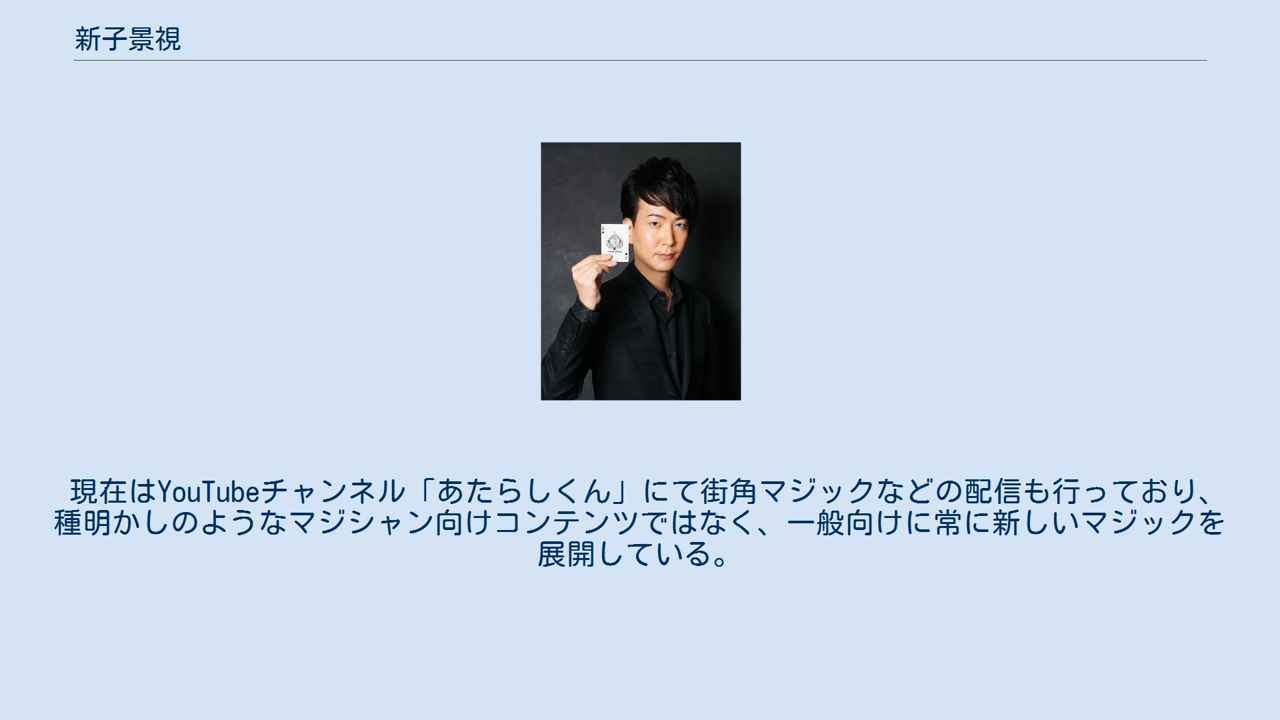 新子景視
現在はYouTubeチャンネル「あたらしくん」にて街角マジックなどの配信も行っており、
種明かしのようなマジシャン向けコンテンツではなく、一般向けに常に新しいマジックを
展開している。